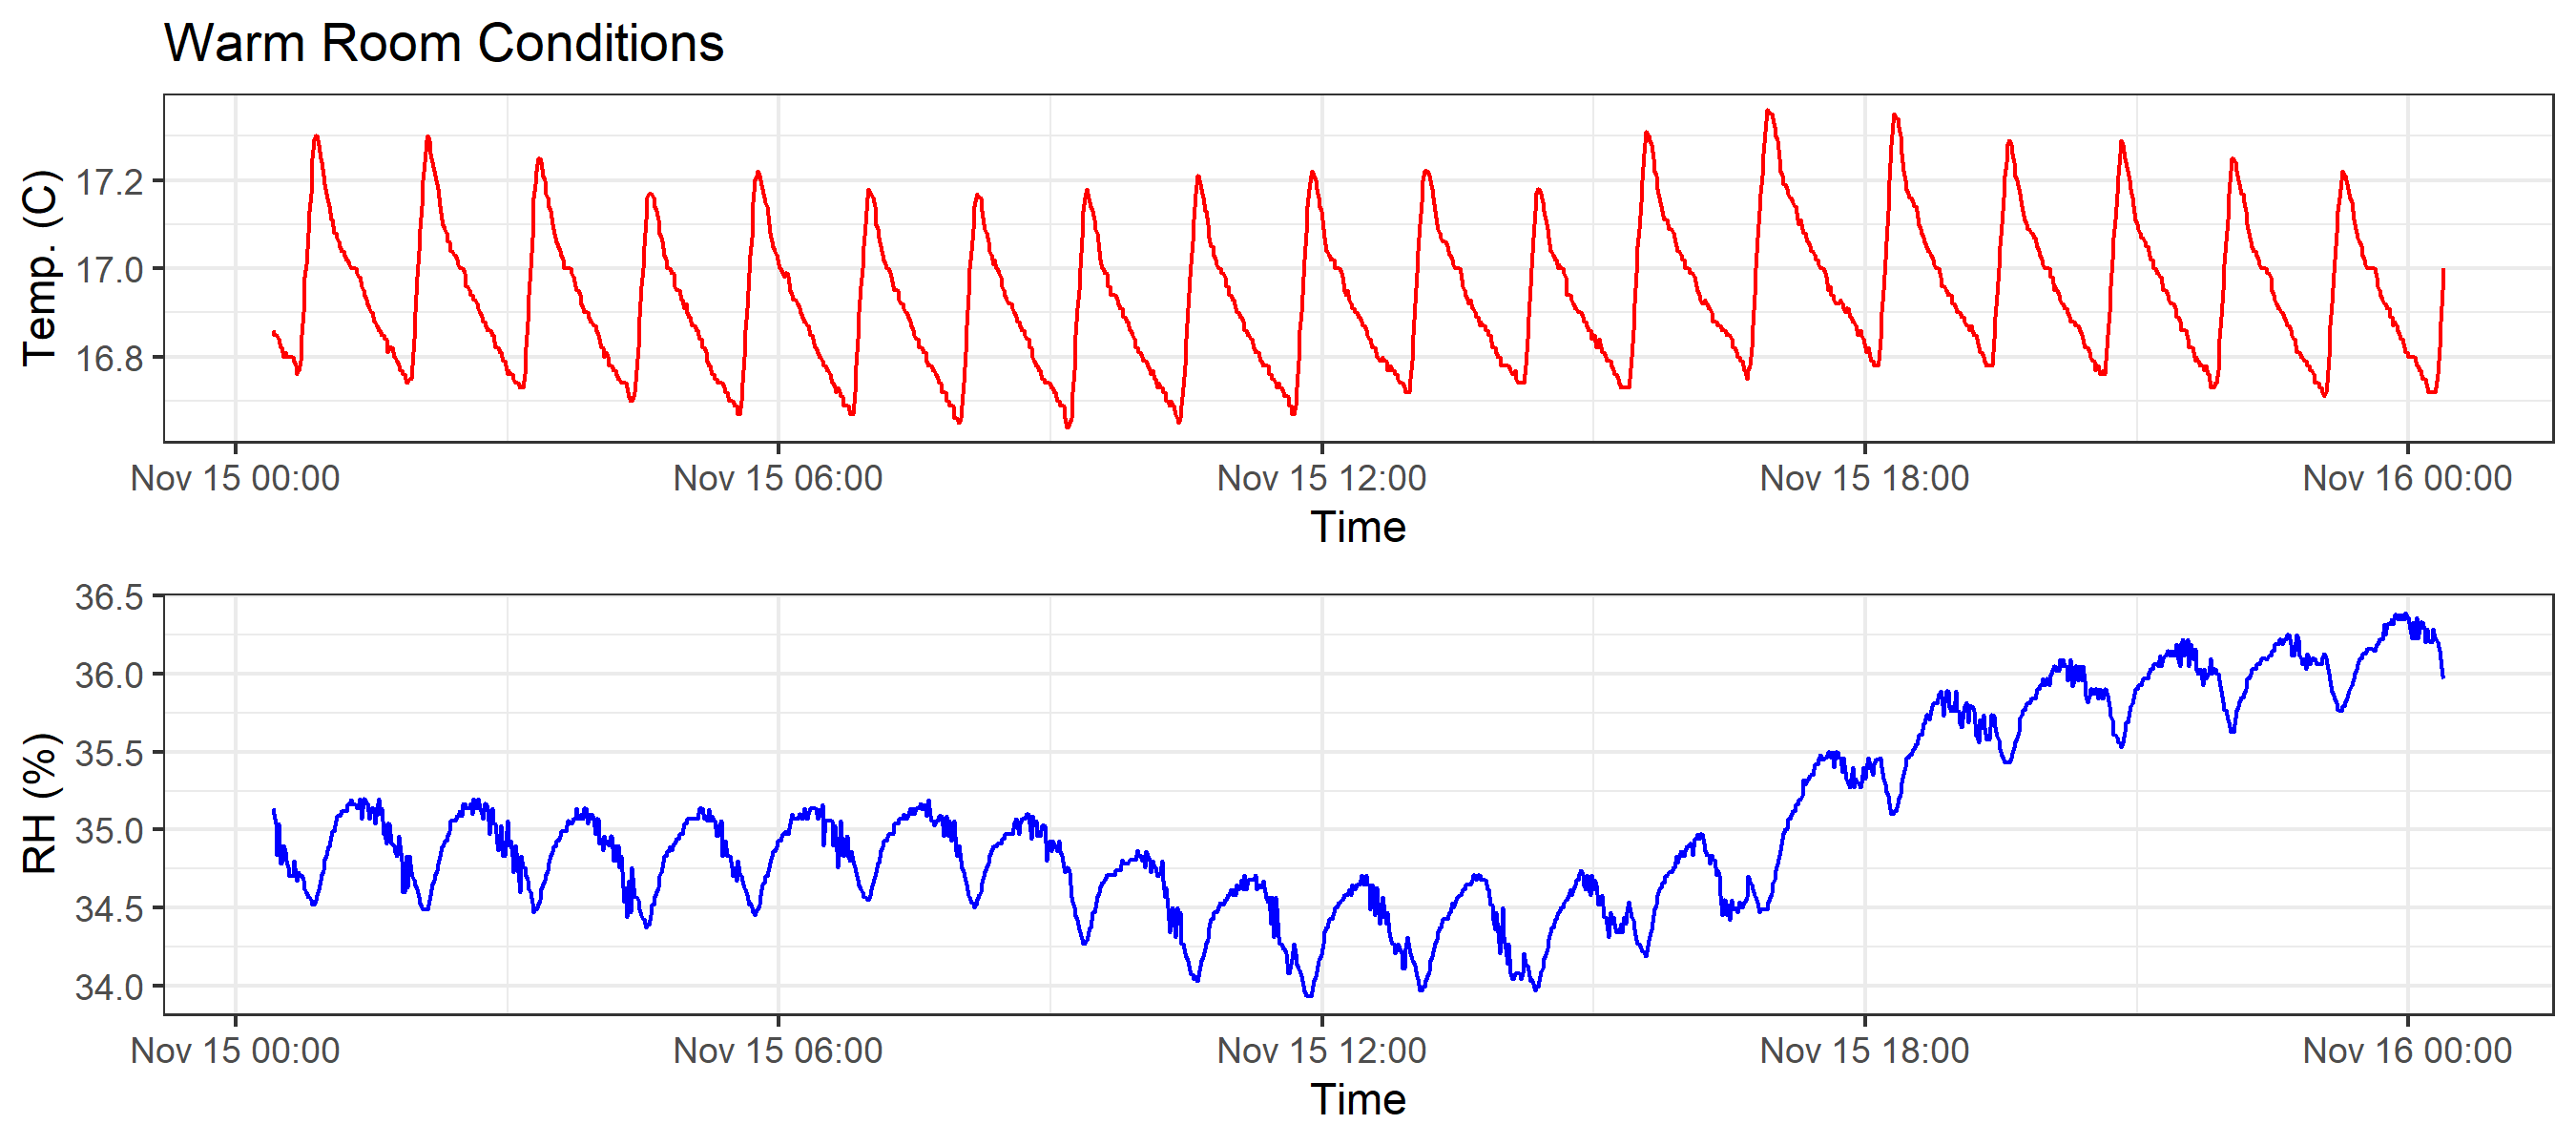 Warm Room Conditions
Temp. (C)
17.2
17.0
16.8
Nov 15 00:00 Nov 15 06:00 Nov 15 12:00 Nov 15 18:00 Nov 16 00:00
Time
RH (%)
36.5
36.0
35.5
35.0
34.5
34.0
Nov 15 00:00 Nov 15 06:00 Nov 15 12:00 Nov 15 18:00 Nov 16 00:00
Time